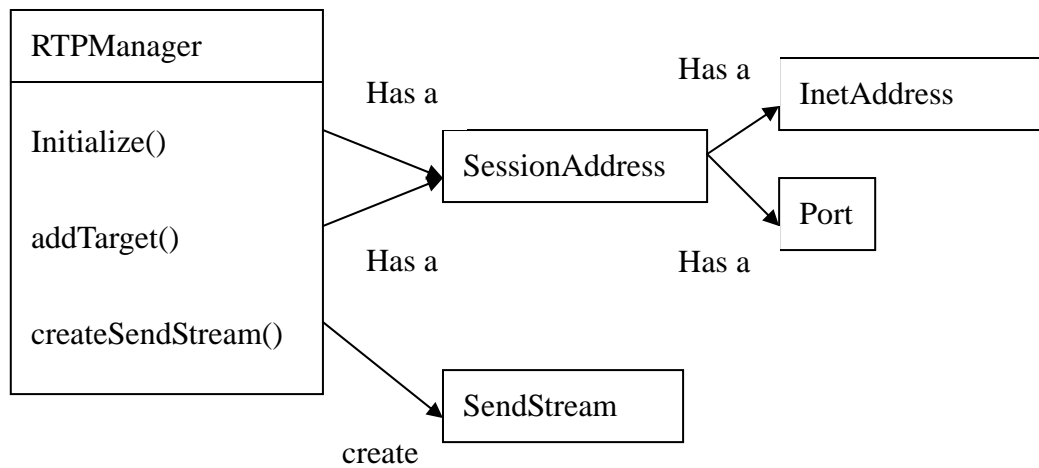 RTPManager
Initialize()
addTarget()
createSendStream()
Has a
Has a
create
SessionAddress
SendStream
Has a
Has a
InetAddress
Port